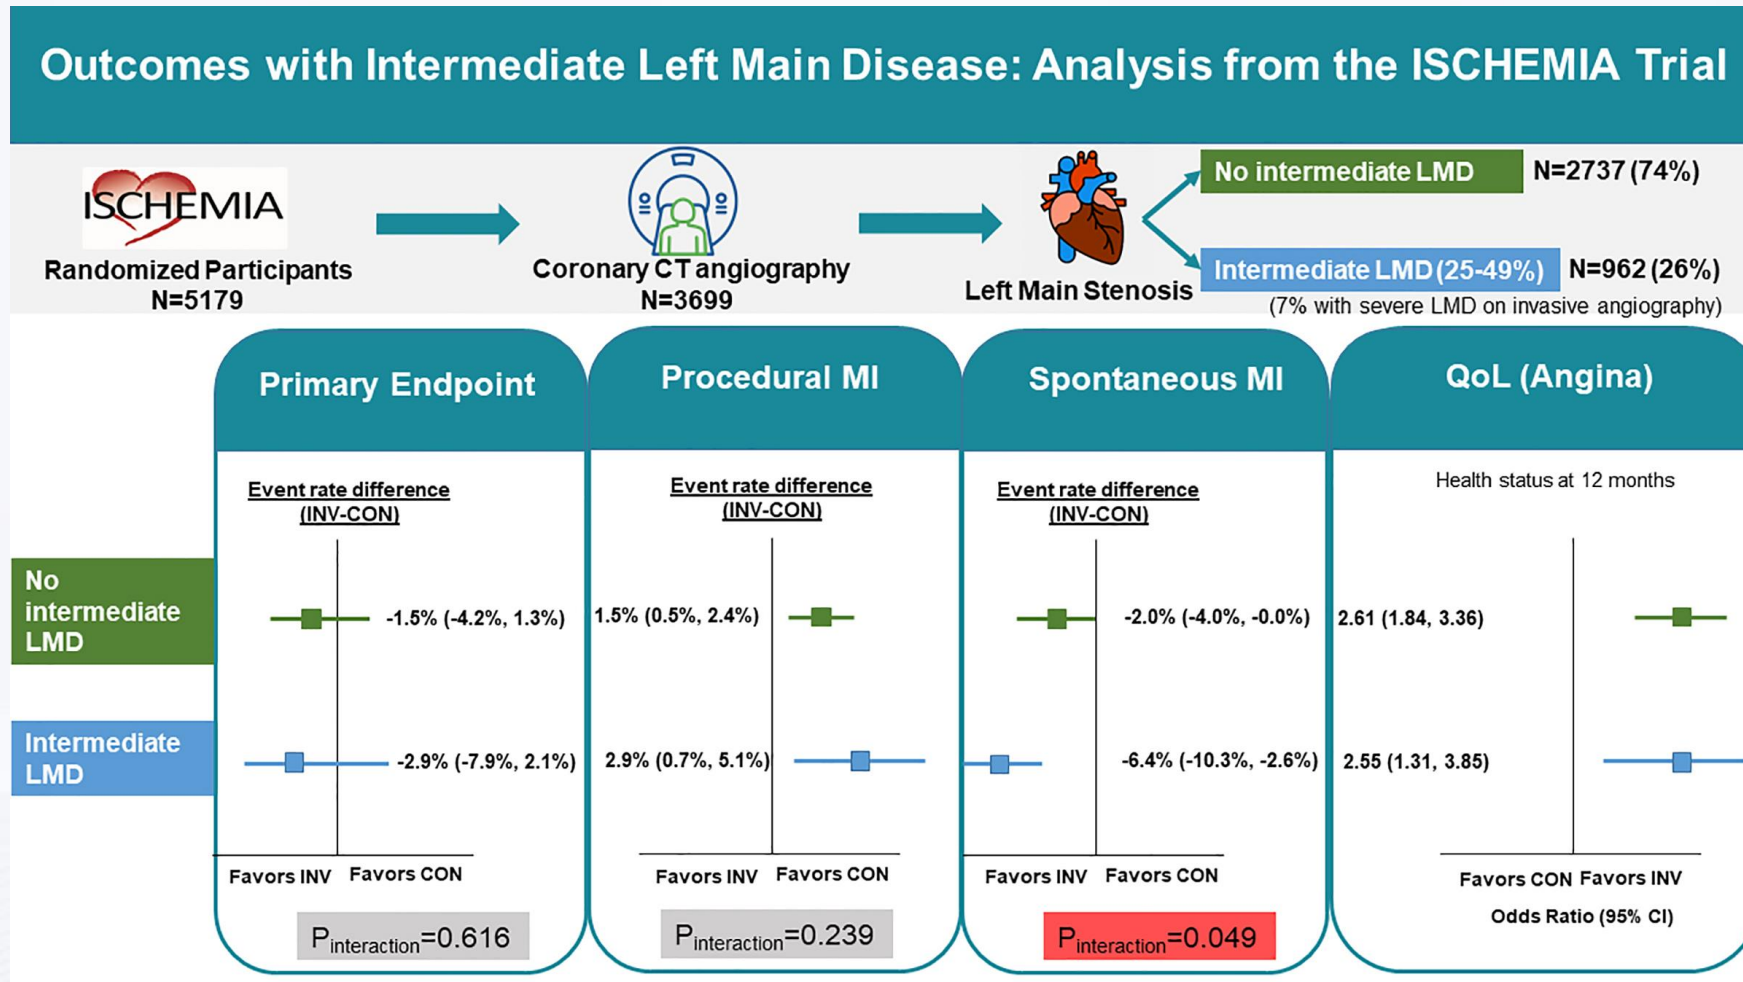 Outcomes with Intermediate Left Main Disease: Analysis from the ISCHEMIA Trial
ISCHEMIA
Randomized Participants
N=5179
Coronary CT angiography
N=3699
Left Main Stenosis
No intermediate LMD
N=2737 (74%)
Intermediate LMD (25-49%)
N=962 (26%)
(7% with severe LMD on invasive angiography)
Primary Endpoint
Procedural MI
Spontaneous MI
QoL (Angina)
Event rate difference
(INV-CON)
Event rate difference
(INV-CON)
Event rate difference
(INV-CON)
Health status at 12 months
No
intermediate
LMD
-1.5% (-4.2%, 1.3%)
1.5% (0.5%, 2.4%)
-2.0% (-4.0%, -0.0%)
2.61 (1.84, 3.36)
Intermediate
LMD
-2.9% (-7.9%, 2.1%)
2.9% (0.7%, 5.1%)
-6.4% (-10.3%, -2.6%)
2.55 (1.31, 3.85)
Favors INV Favors CON
Favors INV Favors CON
Favors INV Favors CON
Favors CON Favors INV
Odds Ratio (95% CI)
Pinteraction=0.616
Pinteraction=0.239
Pinteraction=0.049